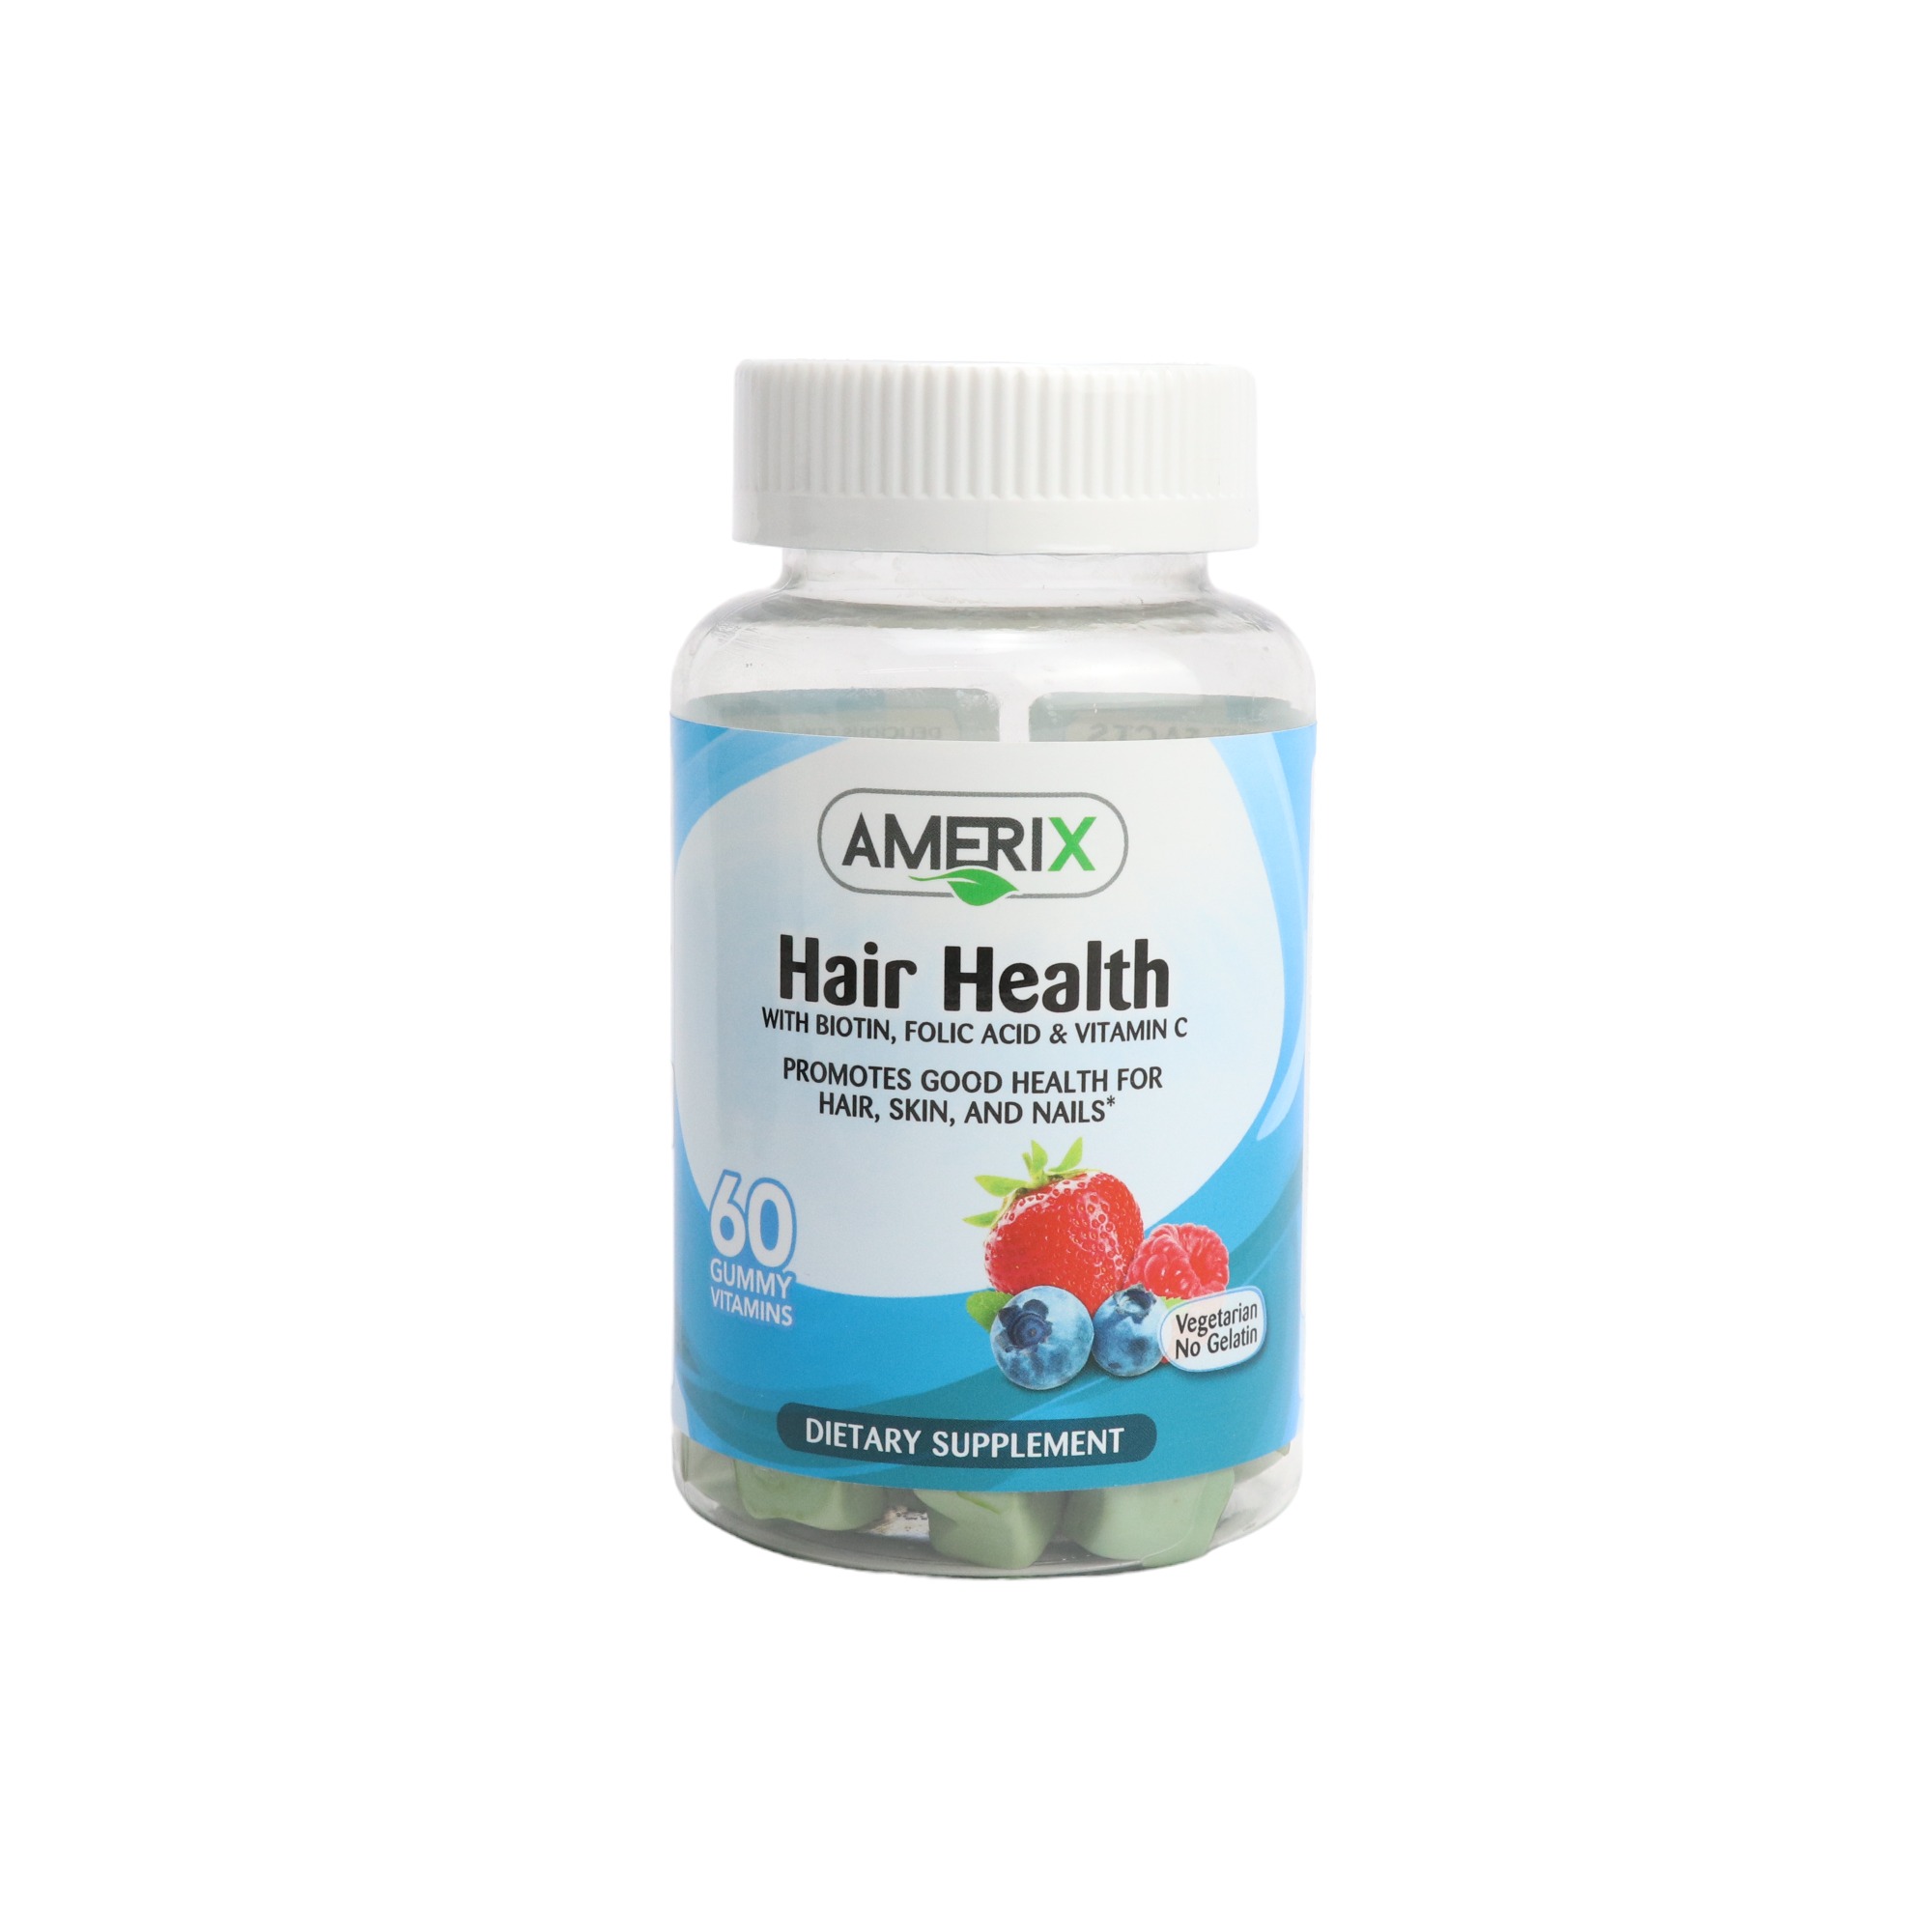 AMERIX
Hair Health
WITH BIOTIN, FOLIC ACID & VITAMIN C
PROMOTES GOOD HEALTH FOR
HAIR, SKIN, AND NAILS*
60
GUMMY
VITAMINS
Vegetarian
No Gelatin
DIETARY SUPPLEMENT